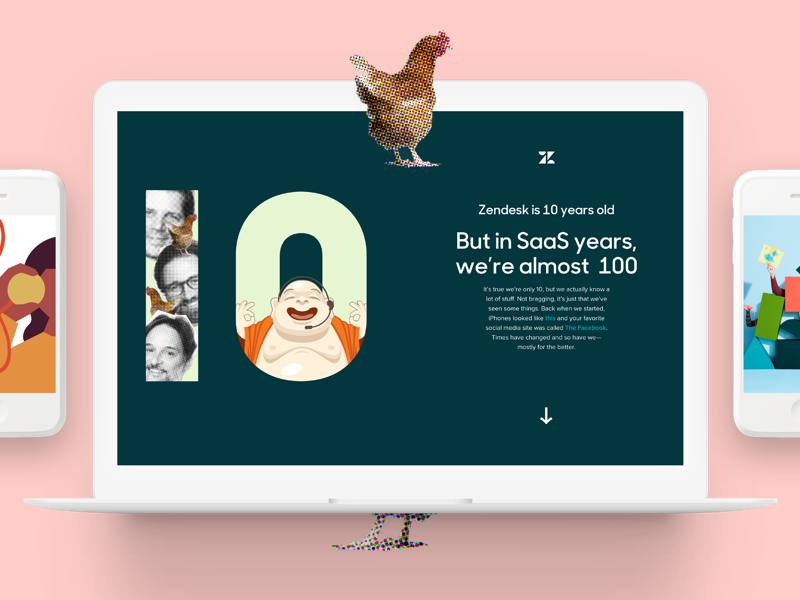 10
Zendesk is 10 years old
But in SaaS years,
we're almost 100
It's true we're only 10, but we actually know a
lot of stuff. Not bragging, it's just that we've
seen some things. Back when we started,
iPhones looked like this and your favorite
social media site was called The Facebook.
Times have changed and so have we—
mostly for the better.